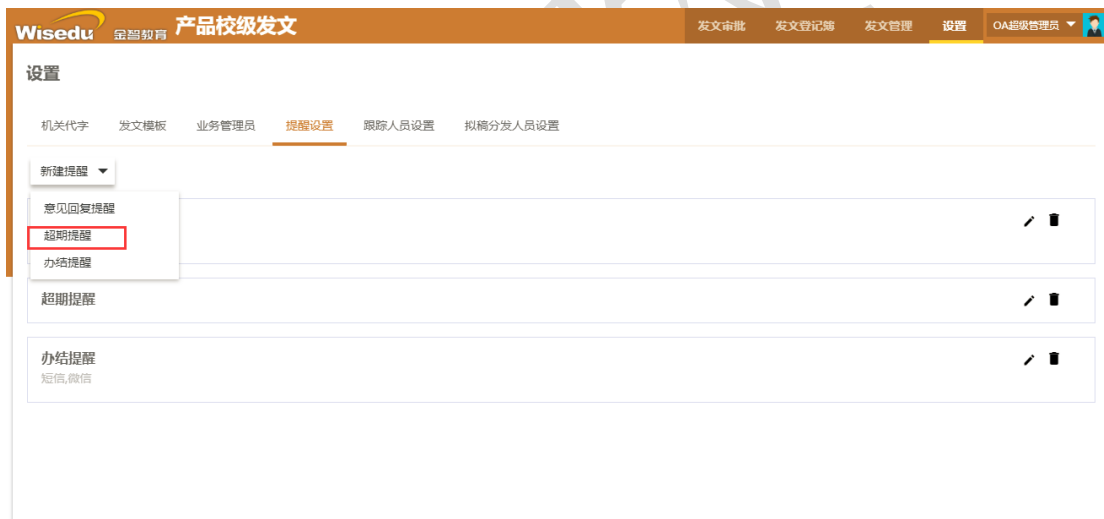 Wisedu 金智教育 产品校级发文 发文审批 发文登记簿 发文管理 设置 OA超级管理员
设置
机关代字 发文模板 业务管理员 提醒设置 跟踪人员设置 拟稿分发人员设置
新建提醒
意见回复提醒
超期提醒
办结提醒
超期提醒
办结提醒
短信,微信